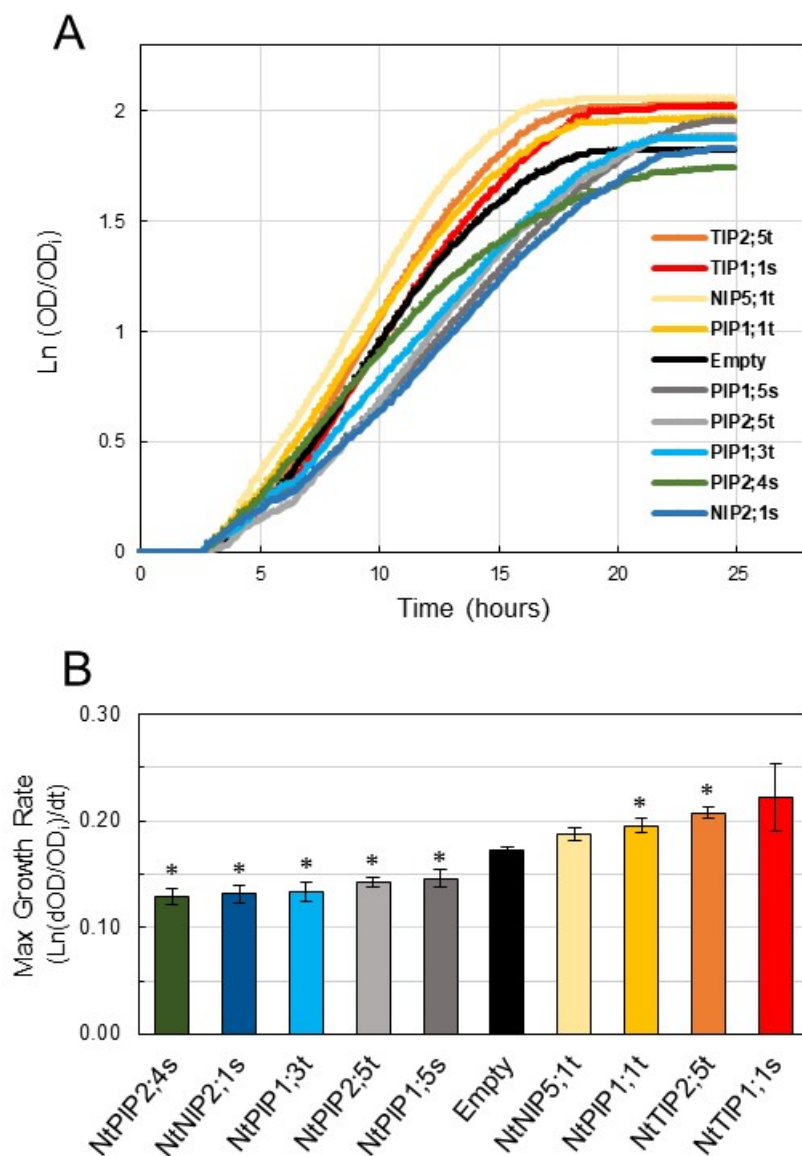 A
Ln (OD/ODi)
2
1.5
1
0.5
0
0
5
10
15
20
25
Time (hours)
TIP2;5t
TIP1;1s
NIP5;1t
PIP1;1t
Empty
PIP1;5s
PIP2;5t
PIP1;3t
PIP2;4s
NIP2;1s
B
Max Growth Rate
(Ln(dOD/ODi)/dt)
0.30
0.20
0.10
0.00
*
*
*
*
*
*
*
NtPIP2;4s
NtNIP2;1s
NtPIP1;3t
NtPIP2;5t
NtPIP1;5s
Empty
NtNIP5;1t
NtPIP1;1t
NtTIP2;5t
NtTIP1;1s